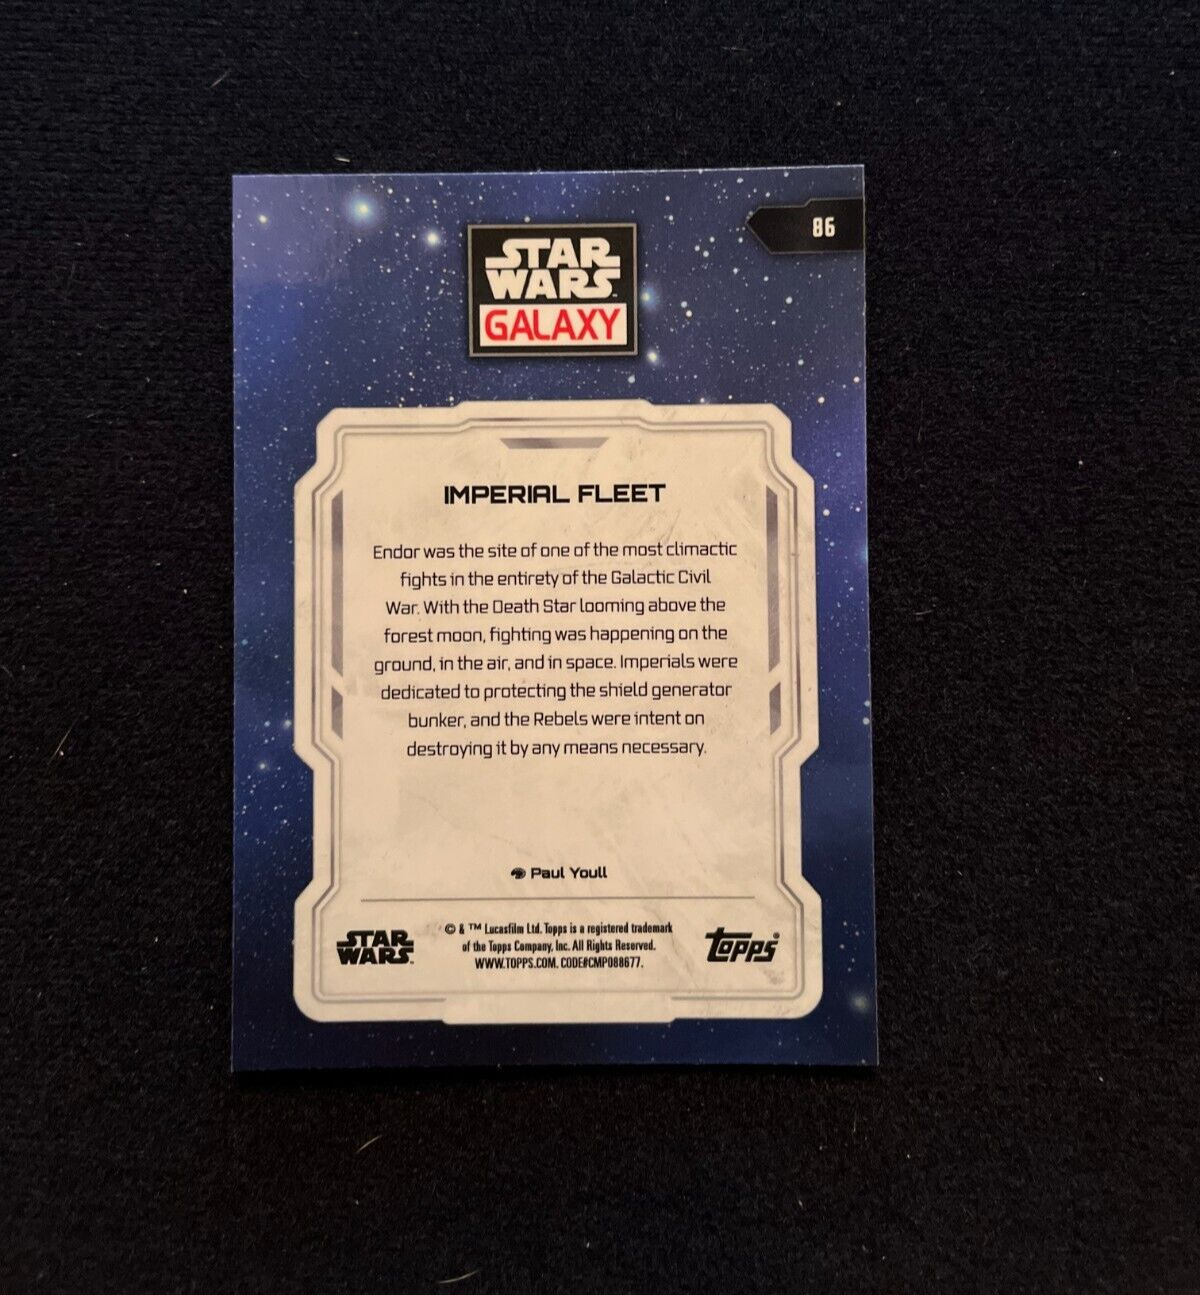 86
STAR
WARS
GALAXY
IMPERIAL FLEET
Endor was the site of one of the most climactic
fights in the entirety of the Galactic Civil
War. With the Death Star looming above the
forest moon, fighting was happening on the
ground, in the air, and in space. Imperials were
dedicated to protecting the shield generator
bunker, and the Rebels were intent on
destroying it by any means necessary.
Paul Youll
STAR
WARS
© & ™ Lucasfilm Ltd. Topps is a registered trademark
of the Topps Company, Inc. All Rights Reserved.
WWW.TOPPS.COM. CODE#CMP088677.
topps®